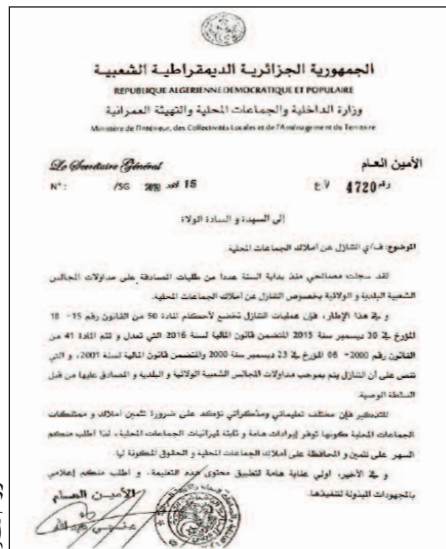 الجمهورية الجزائرية الديمقراطية الشعبية
REPUBLIQUE ALGERIENNE DEMOCRATIQUE ET POPULAIRE
وزارة الداخلية والجماعات المحلية والتهيئة العمرانية
Ministère de l'Intérieur, des Collectivités Locales et de l'Aménagement du Territoire
الأمين العام
Le Secrétaire Général
رقم 4720 /أ.ع
N° : /SG 15
إلى السيدة و السادة الولاة
الموضوع: ف/ي التنازل عن أملاك الجماعات المحلية
لقد سجلت مصالحي منذ بداية السنة عددا من طلبات المصادقة على مداولات المجالس
الشعبية البلدية و الولائية بخصوص التنازل عن أملاك الجماعات المحلية.
و في هذا الإطار، فإن عمليات التنازل تخضع لأحكام المادة 50 من القانون رقم 15- 18
المؤرخ في 30 ديسمبر سنة 2015 المتضمن قانون المالية لسنة 2016 التي تعدل و تتم المادة 41 من
القانون رقم 2000- 06 المؤرخ في 23 ديسمبر سنة 2000 والمتضمن قانون المالية لسنة 2001، و التي
تنص على أن التنازل يتم بموجب مداولات المجالس الشعبية الولائية و البلدية و المصادق عليها من قبل
السلطة الوصية.
للتذكير فإن مختلف تعليماتي ومذكراتي تؤكد على ضرورة تثمين أملاك و ممتلكات
الجماعات المحلية كونها توفر إيرادات هامة و ثابتة لميزانيات الجماعات المحلية، لذا أطلب منكم
السهر على تثمين و المحافظة على أملاك الجماعات المحلية و الحقوق المكونة لها.
و في الأخير، أولي عناية هامة لتطبيق محتوى هذه التعليمة، و اطلب منكم إعلامي
بالمجهودات المبذولة لتنفيذها.
الأمين العام